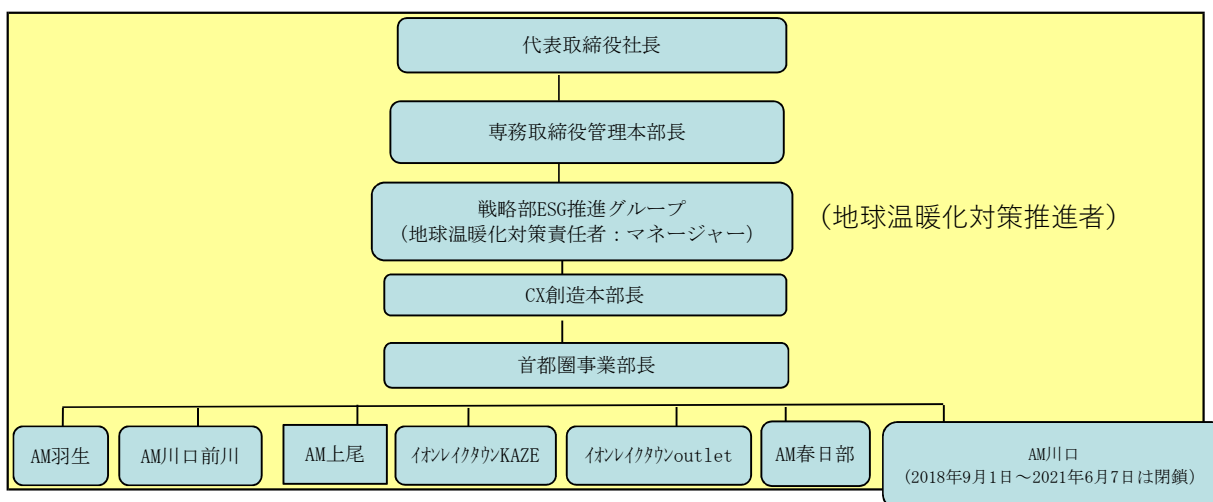 代表取締役社長
専務取締役管理本部長
戦略部ESG推進グループ
(地球温暖化対策責任者：マネージャー)
(地球温暖化対策推進者)
CX創造本部長
首都圏事業部長
AM羽生
AM川口前川
AM上尾
ｲｵﾝﾚｲｸﾀｳﾝKAZE
ｲｵﾝﾚｲｸﾀｳﾝoutlet
AM春日部
AM川口
(2018年9月1日～2021年6月7日は閉鎖)